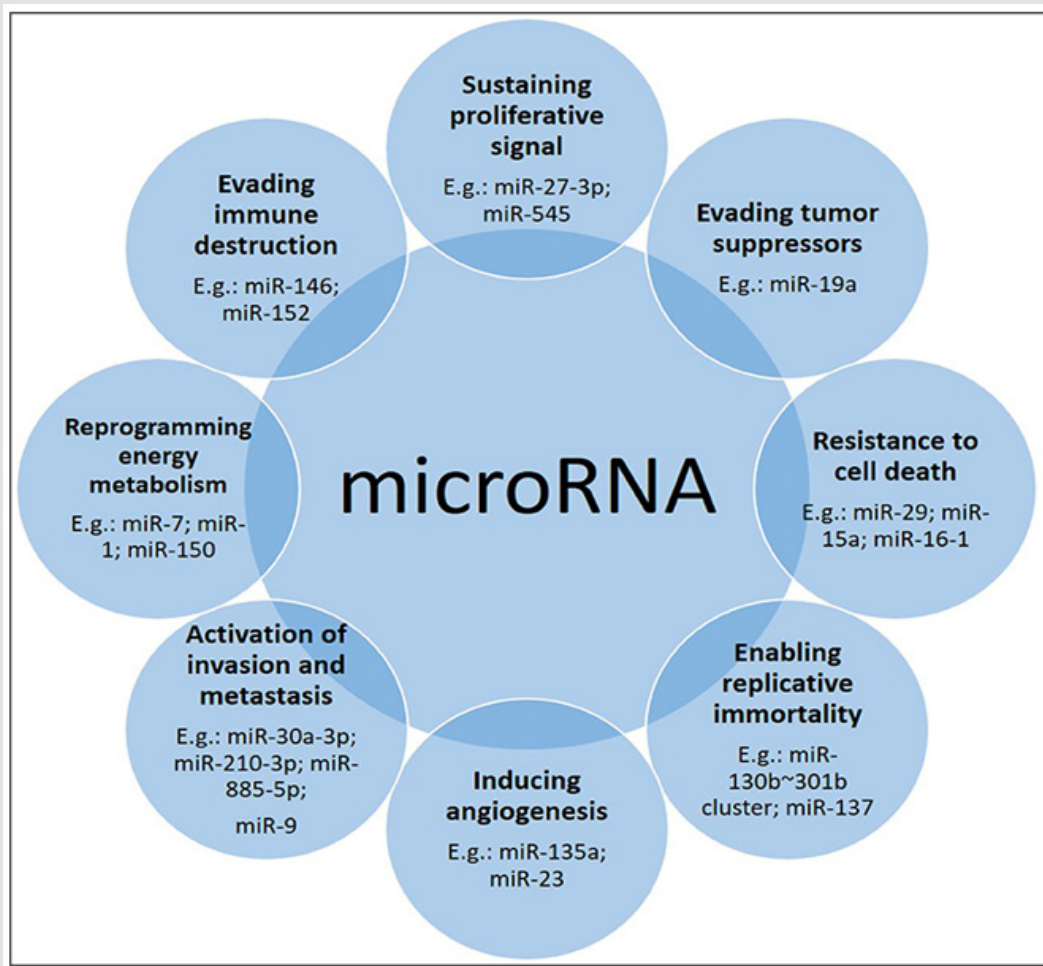 Sustaining
proliferative
signal
E.g.: miR-27-3p;
miR-545
Evading tumor
suppressors
E.g.: miR-19a
Resistance to
cell death
E.g.: miR-29; miR-
15a; miR-16-1
Enabling
replicative
immortality
E.g.: miR-
130b~301b
cluster; miR-137
Inducing
angiogenesis
E.g.: miR-135a;
miR-23
Activation of
invasion and
metastasis
E.g.: miR-30a-3p;
miR-210-3p; miR-
885-5p;
miR-9
Reprogramming
energy
metabolism
E.g.: miR-7; miR-
1; miR-150
Evading
immune
destruction
E.g.: miR-146;
miR-152
microRNA